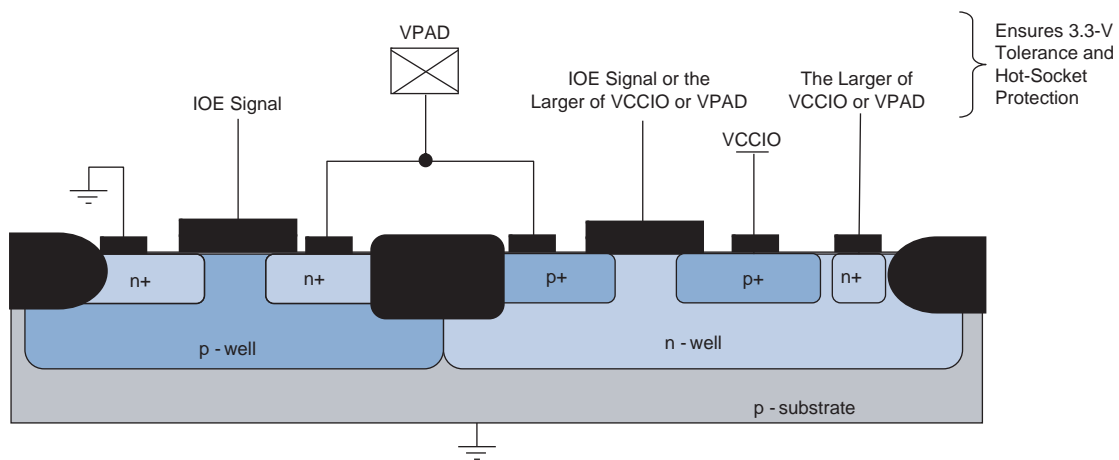 VPAD
IOE Signal
IOE Signal or the
Larger of VCCIO or VPAD
The Larger of
VCCIO or VPAD
Ensures 3.3-V
Tolerance and
Hot-Socket
Protection
VCCIO
n+
n+
p+
p+
n+
p - well
n - well
p - substrate